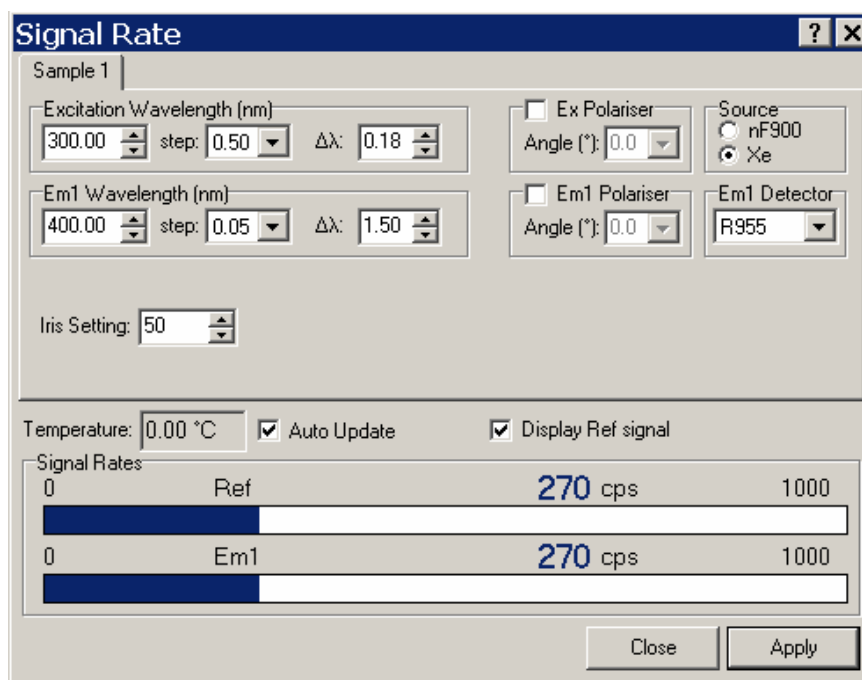 Signal Rate ? X
Sample 1
Excitation Wavelength (nm) Ex Polariser Source
300.00 step: 0.50 Δλ: 0.18 Angle (°): 0.0 nF900
Xe
Em1 Wavelength (nm) Em1 Polariser Em1 Detector
400.00 step: 0.05 Δλ: 1.50 Angle (°): 0.0 R955
Iris Setting: 50
Temperature: 0.00 °C Auto Update Display Ref signal
Signal Rates
0 Ref 270 cps 1000
0 Em1 270 cps 1000
Close Apply